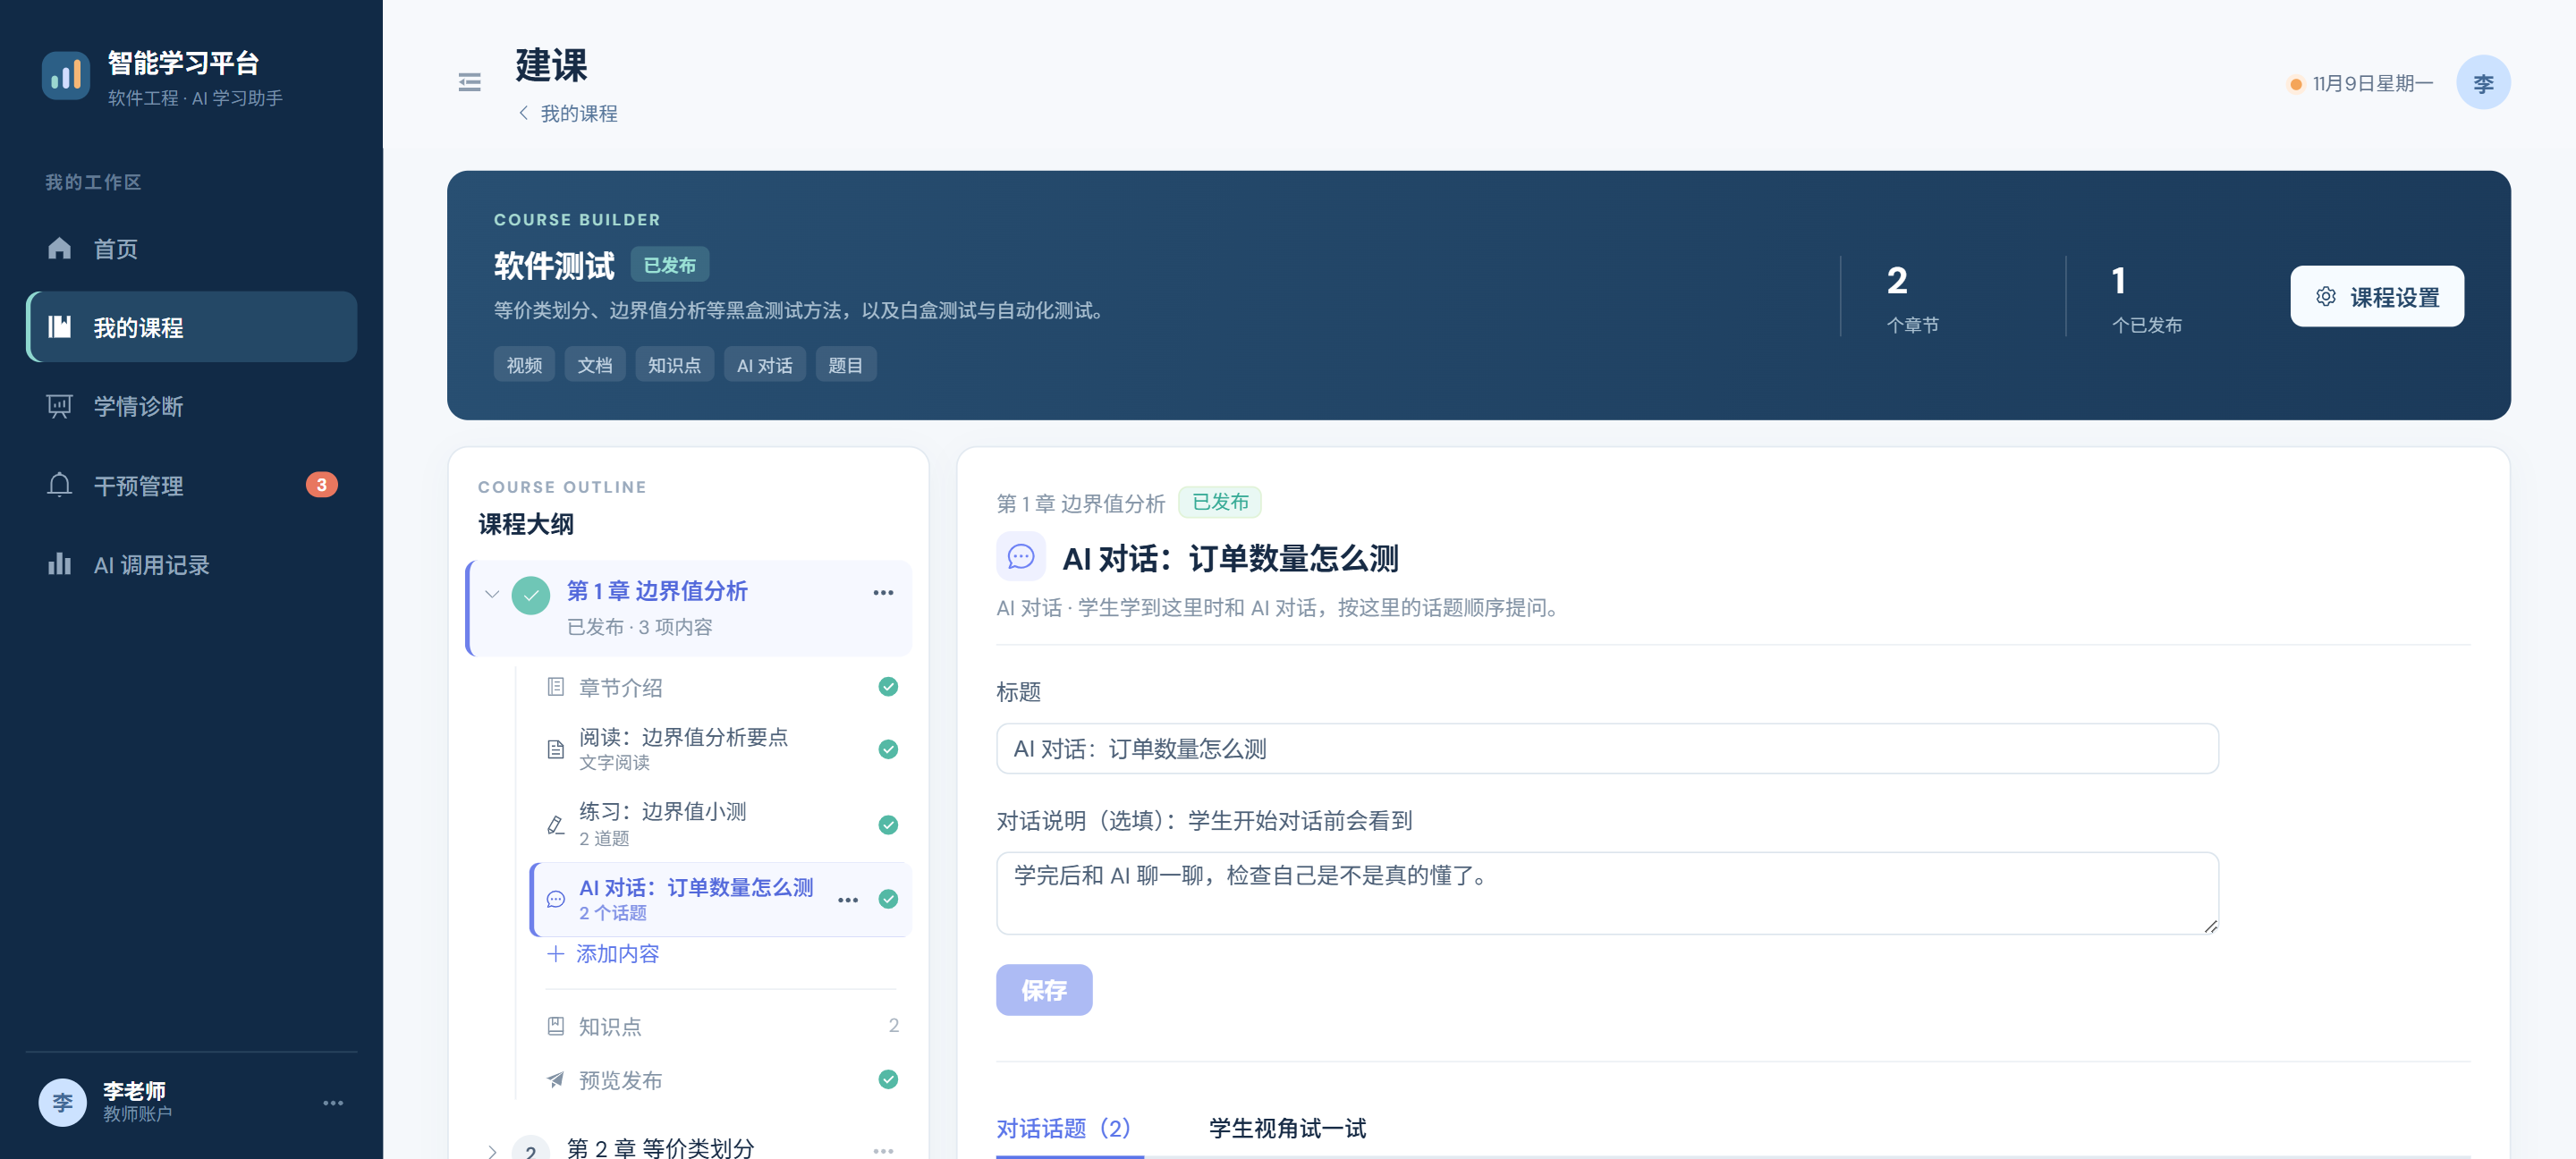 智能学习平台
软件工程 · AI 学习助手
我的工作区
首页
我的课程
学情诊断
干预管理
3
AI 调用记录
李
李老师
教师账户
建课
我的课程
11月9日星期一
李
COURSE BUILDER
软件测试
已发布
等价类划分、边界值分析等黑盒测试方法，以及白盒测试与自动化测试。
视频
文档
知识点
AI 对话
题目
2
个章节
1
个已发布
课程设置
COURSE OUTLINE
课程大纲
第 1 章 边界值分析
已发布 · 3 项内容
章节介绍
阅读：边界值分析要点
文字阅读
练习：边界值小测
2 道题
AI 对话：订单数量怎么测
2 个话题
添加内容
知识点
2
预览发布
2
第 2 章 等价类划分
第 1 章 边界值分析
已发布
AI 对话：订单数量怎么测
AI 对话 · 学生学到这里时和 AI 对话，按这里的话题顺序提问。
标题
AI 对话：订单数量怎么测
对话说明（选填）：学生开始对话前会看到
学完后和 AI 聊一聊，检查自己是不是真的懂了。
保存
对话话题（2）
学生视角试一试